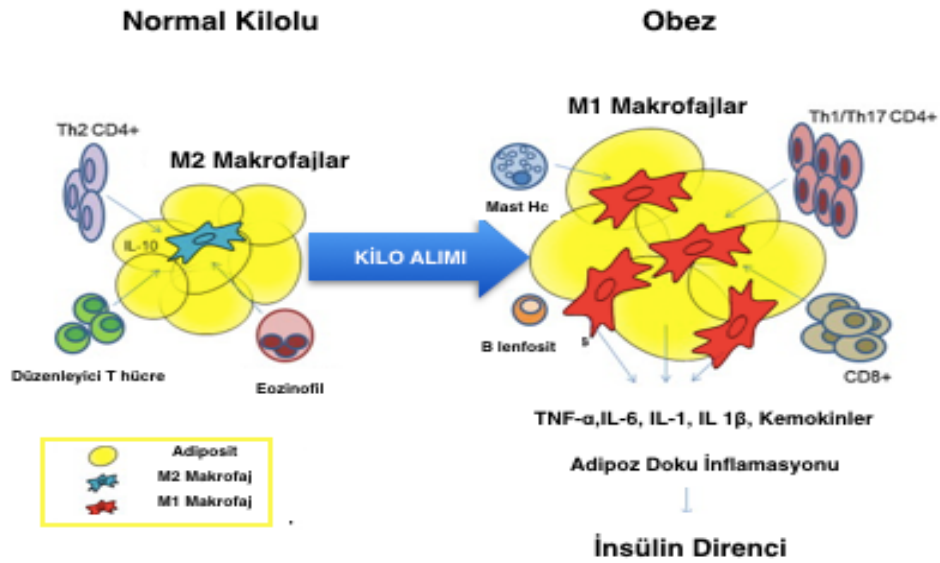 Normal Kilolu
Obez
Th2 CD4+
M2 Makrofajlar
IL-10
Düzenleyici T hücre
Eozinofil
KİLO ALIMI
M1 Makrofajlar
Th1/Th17 CD4+
Mast Hc
B lenfosit
s
CD8+
TNF-α,IL-6, IL-1, IL 1β, Kemokinler
Adipoz Doku İnflamasyonu
İnsülin Direnci
Adiposit
M2 Makrofaj
M1 Makrofaj